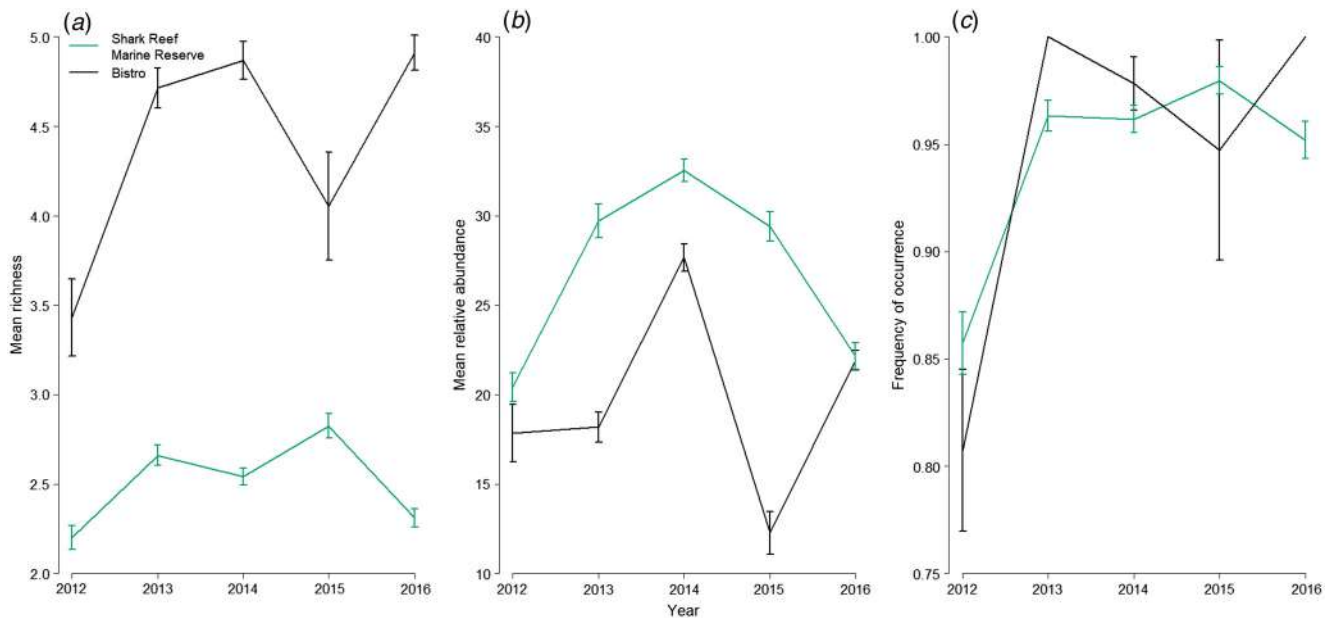 (a)
Shark Reef
Marine Reserve
Bistro
Mean richness
5.0
4.5
4.0
3.5
3.0
2.5
2.0
2012 2013 2014 2015 2016
(b)
Mean relative abundance
40
35
30
25
20
15
10
2012 2013 2014 2015 2016
Year
(c)
Frequency of occurrence
1.00
0.95
0.90
0.85
0.80
0.75
2012 2013 2014 2015 2016